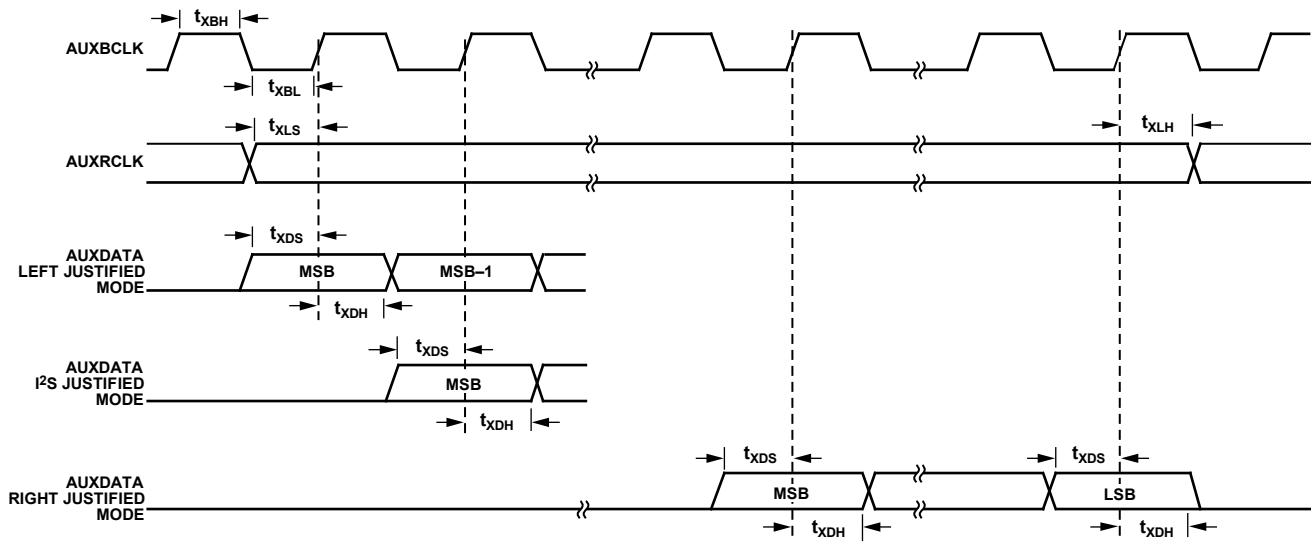 tXBH
AUXBCLK
tXBL
tXLS
tXLH
AUXRCLK
tXDS
AUXDATA
LEFT JUSTIFIED
MODE
MSB
MSB–1
tXDH
tXDS
AUXDATA
I²S JUSTIFIED
MODE
MSB
tXDH
tXDS
tXDS
AUXDATA
RIGHT JUSTIFIED
MODE
MSB
LSB
tXDH
tXDH